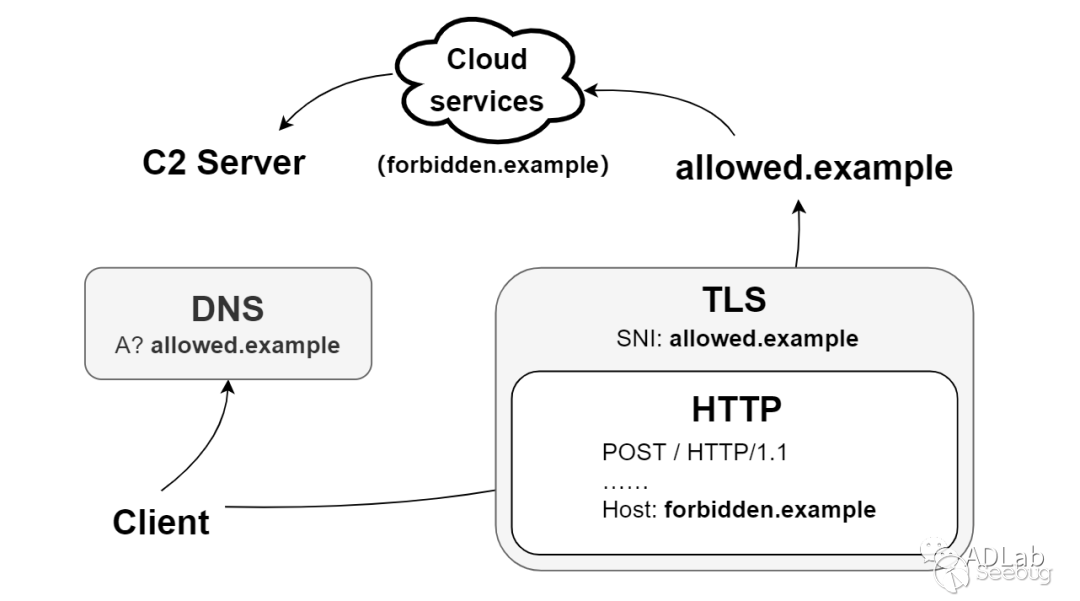 Cloud
services
(forbidden.example)
C2 Server
allowed.example
DNS
A? allowed.example
TLS
SNI: allowed.example
HTTP
POST / HTTP/1.1
......
Host: forbidden.example
Client
ADLab
Seebug